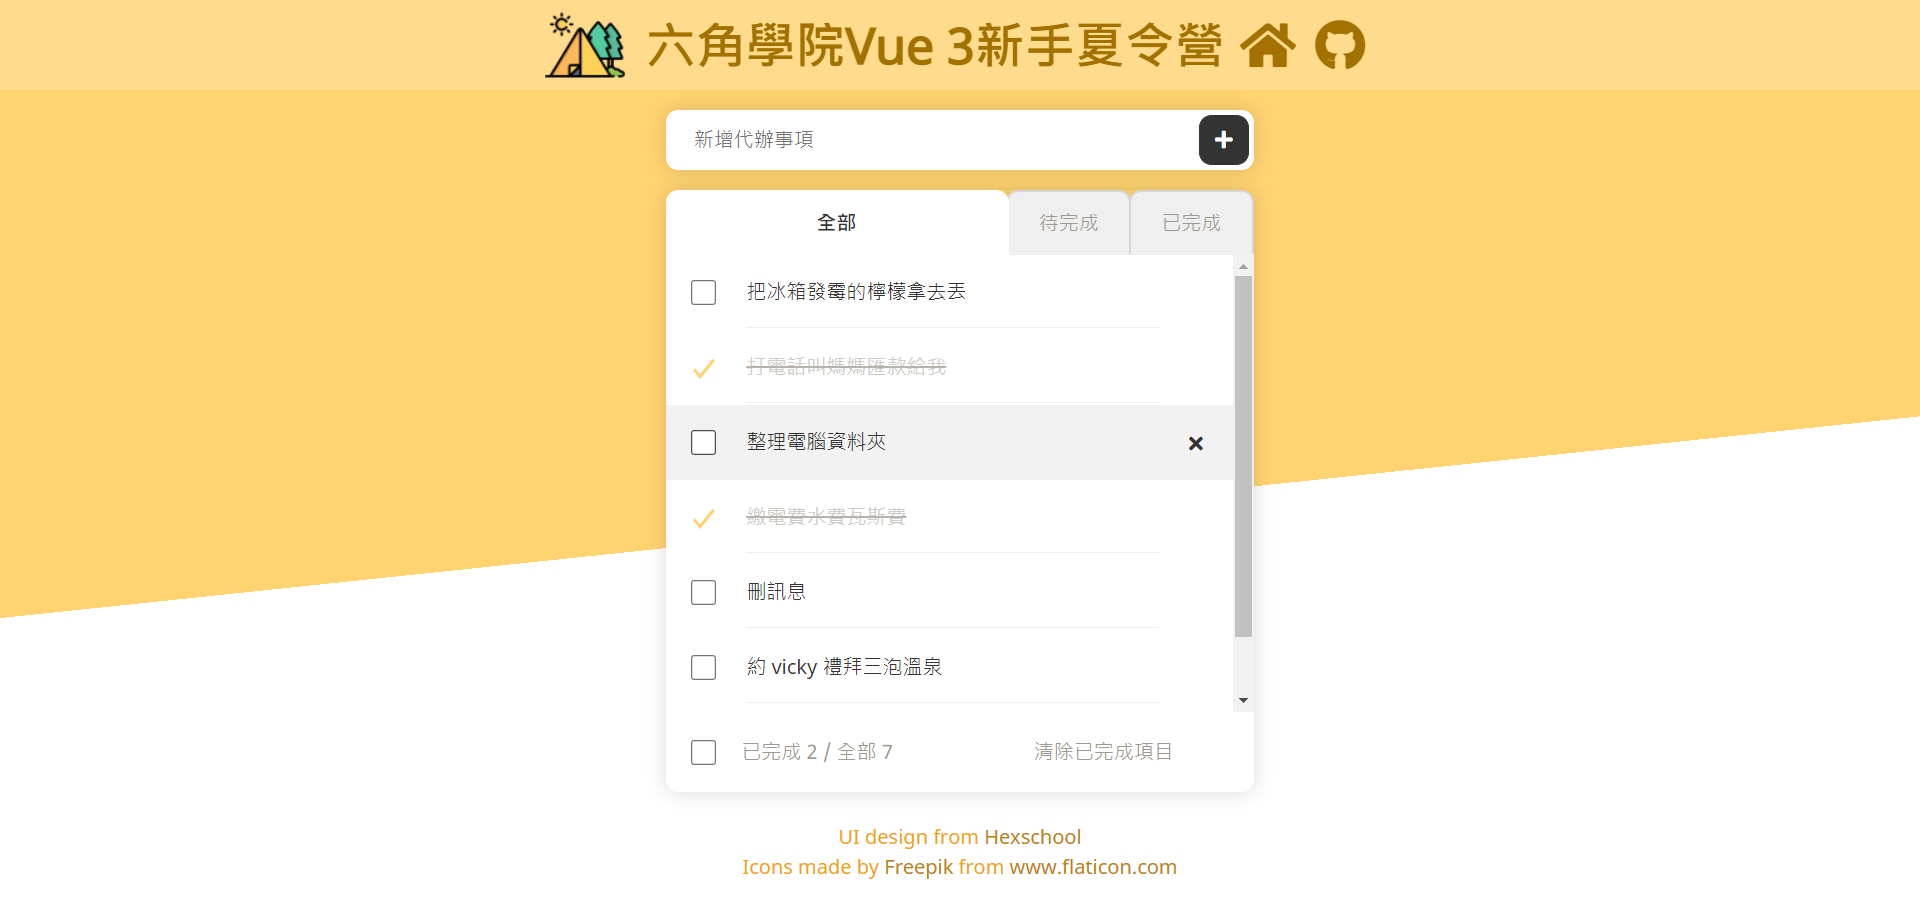 六角學院Vue 3新手夏令營
新增代辦事項
全部 待完成 已完成
把冰箱發霉的檸檬拿去丟
打電話叫媽媽匯款給我
整理電腦資料夾
繳電費水費瓦斯費
刪訊息
約 vicky 禮拜三泡溫泉
已完成 2 / 全部 7 清除已完成項目
UI design from Hexschool
Icons made by Freepik from www.flaticon.com